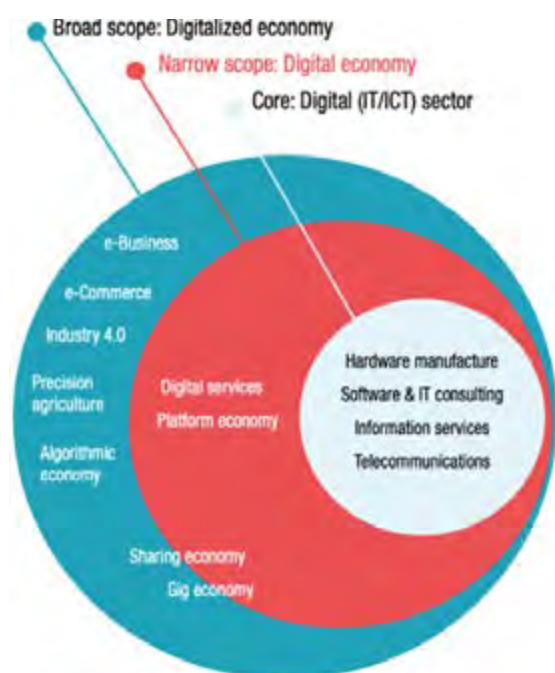 Broad scope: Digitalized economy
Narrow scope: Digital economy
Core: Digital (IT/ICT) sector
e-Business
e-Commerce
Industry 4.0
Precision
agriculture
Algorithmic
economy
Digital services
Platform economy
Sharing economy
Gig economy
Hardware manufacture
Software & IT consulting
Information services
Telecommunications